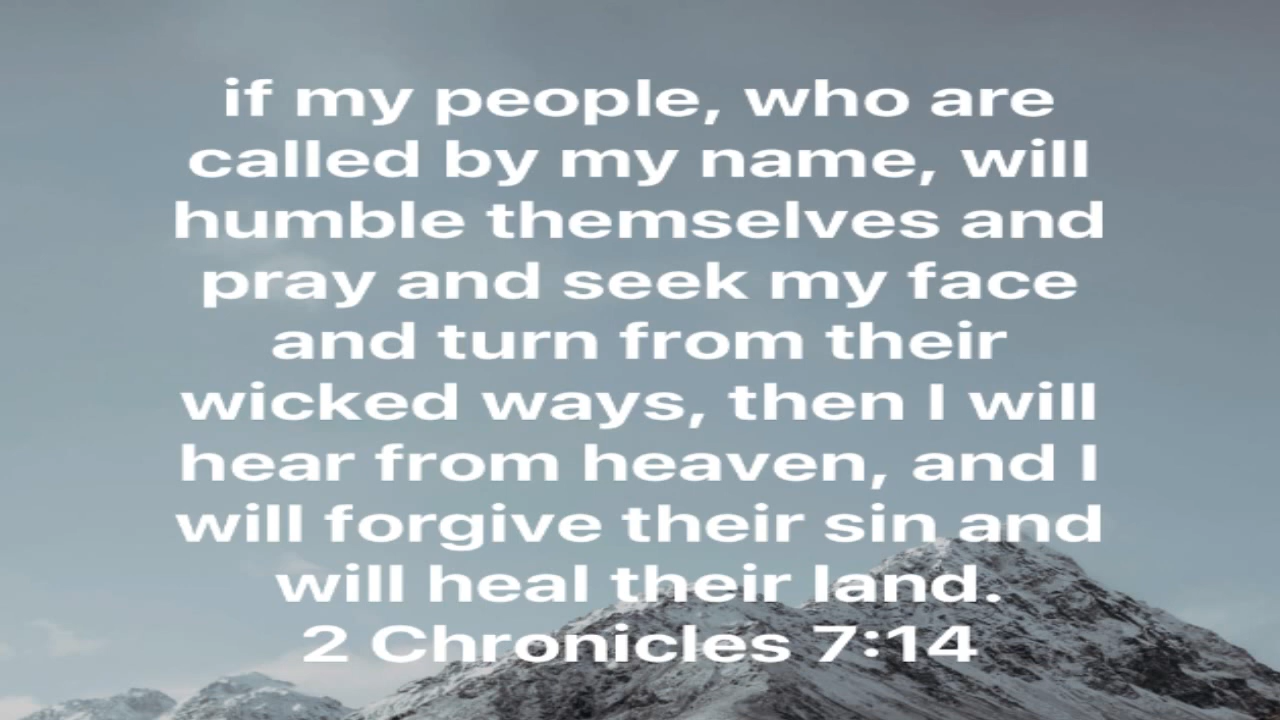 if my people, who are
called by my name, will
humble themselves and
pray and seek my face
and turn from their
wicked ways, then I will
hear from heaven, and I
will forgive their sin and
will heal their land.
2 Chronicles 7:14